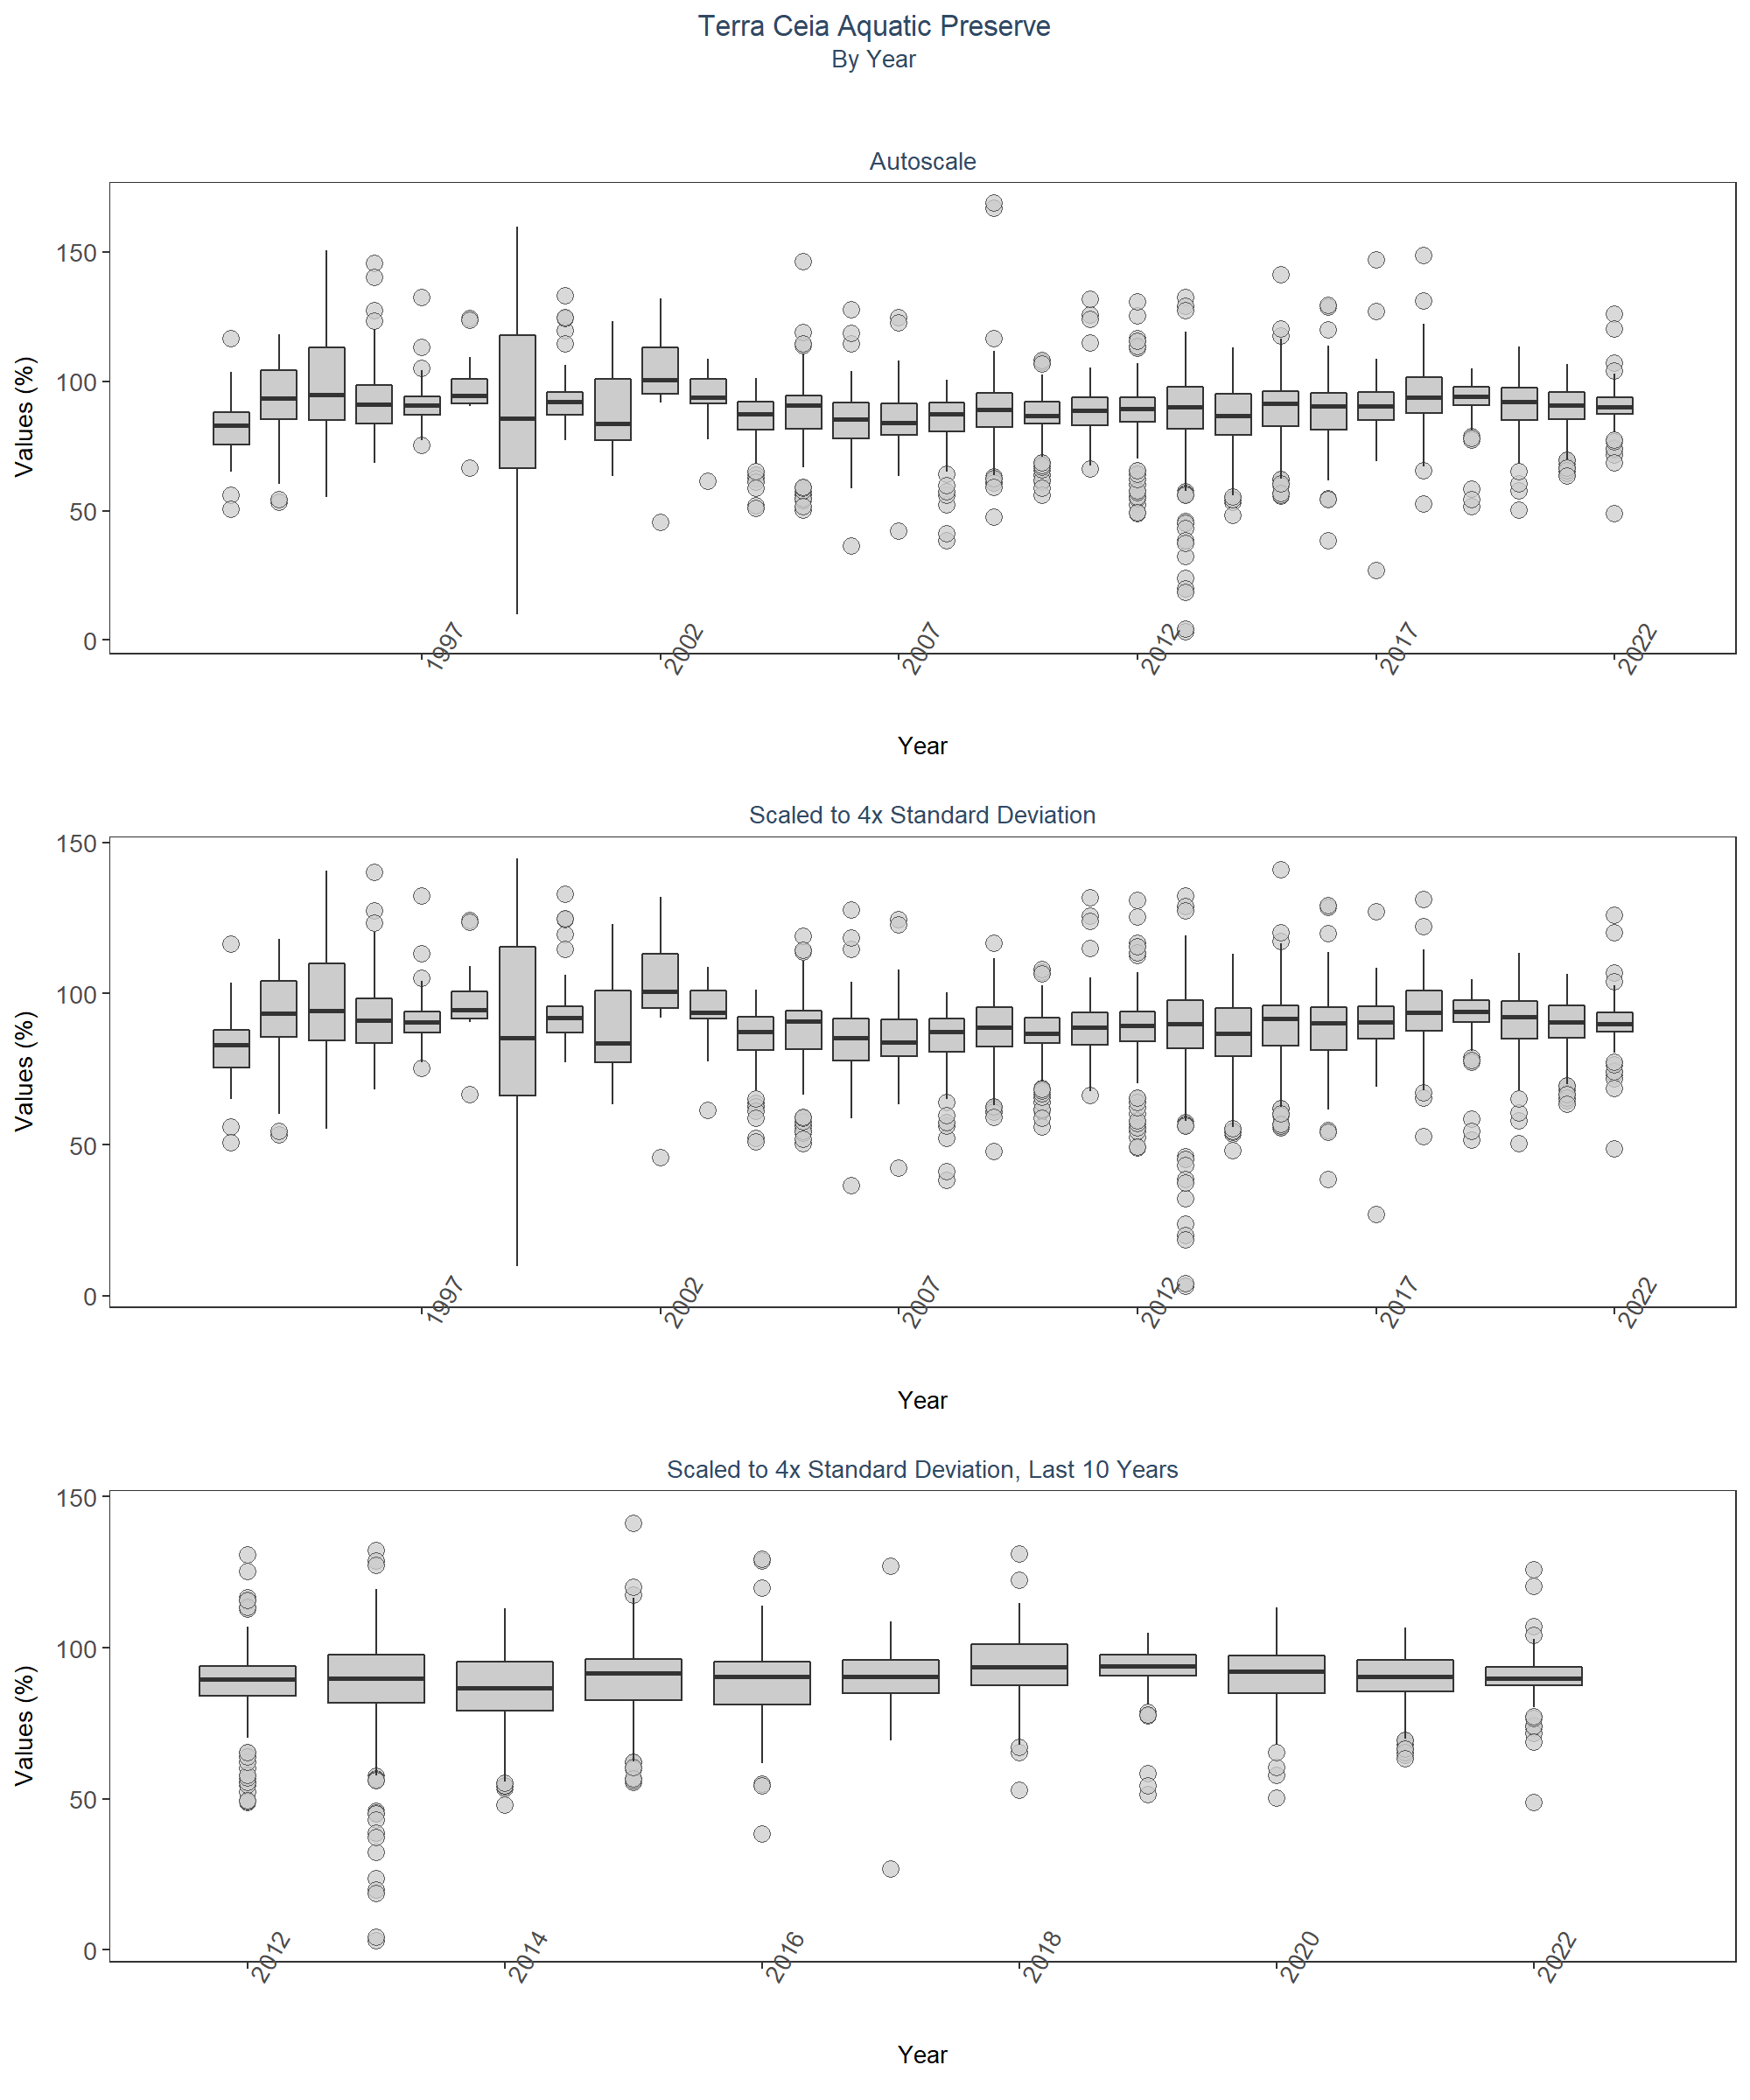 Terra Ceia Aquatic Preserve
By Year
Autoscale
Values (%)
150
100
50
0
1997 2002 2007 2012 2017 2022
Year
Scaled to 4x Standard Deviation
Values (%)
150
100
50
0
1997 2002 2007 2012 2017 2022
Year
Scaled to 4x Standard Deviation, Last 10 Years
Values (%)
150
100
50
0
2012 2014 2016 2018 2020 2022
Year